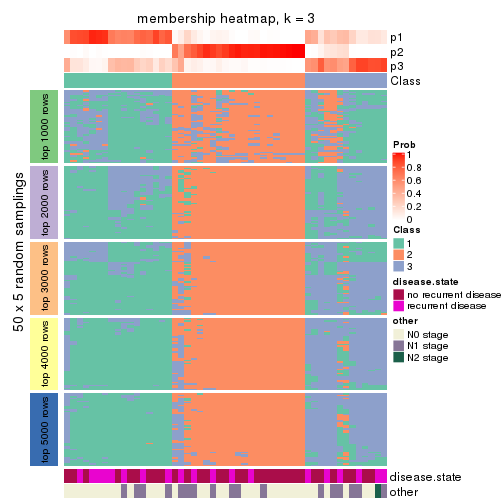 membership heatmap, k = 3
p1
p2
p3
Class
50 x 5 random samplings
top 1000 rows
top 2000 rows
top 3000 rows
top 4000 rows
top 5000 rows
Prob
1
0.8
0.6
0.4
0.2
0
Class
1
2
3
disease.state
no recurrent disease
recurrent disease
other
N0 stage
N1 stage
N2 stage
disease.state
other